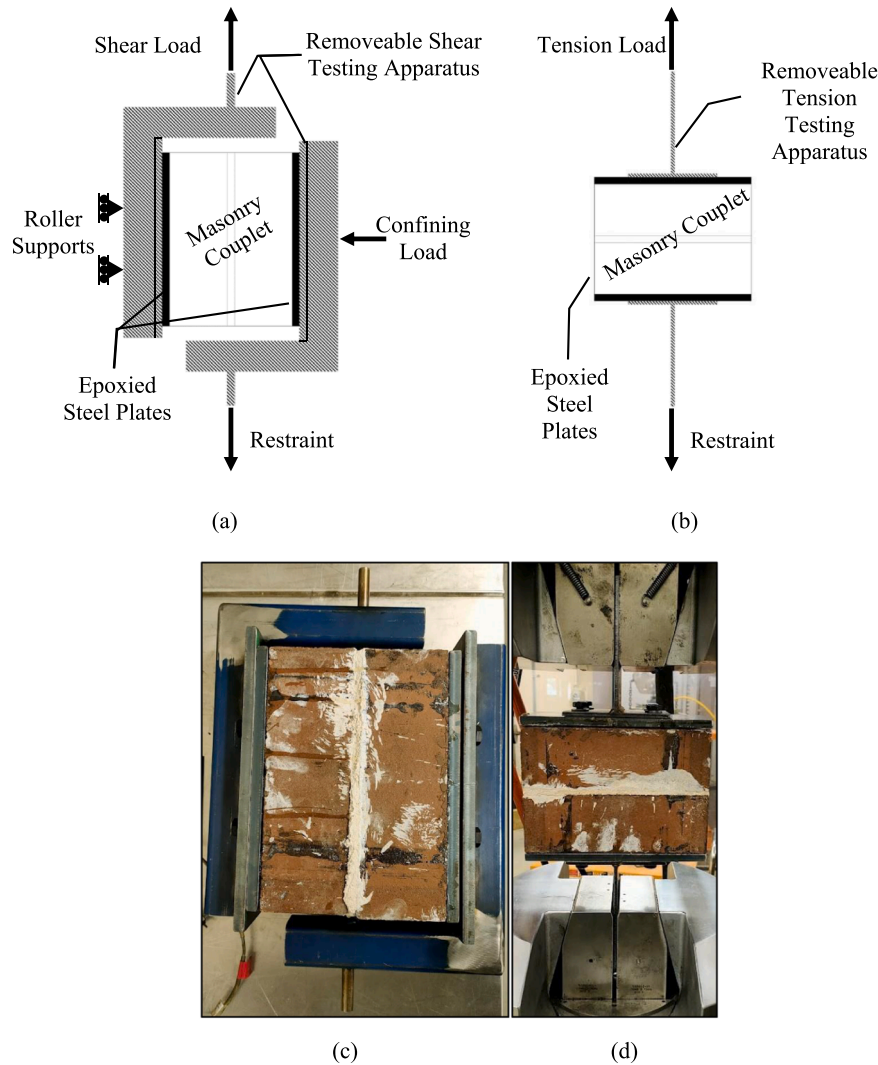 Shear Load
Removeable Shear
Testing Apparatus
Roller
Supports
Masonry
Couplet
Confining
Load
Epoxied
Steel Plates
Restraint
(a)
Tension Load
Removeable
Tension
Testing
Apparatus
Masonry Couplet
Epoxied
Steel
Plates
Restraint
(b)
(c)
(d)